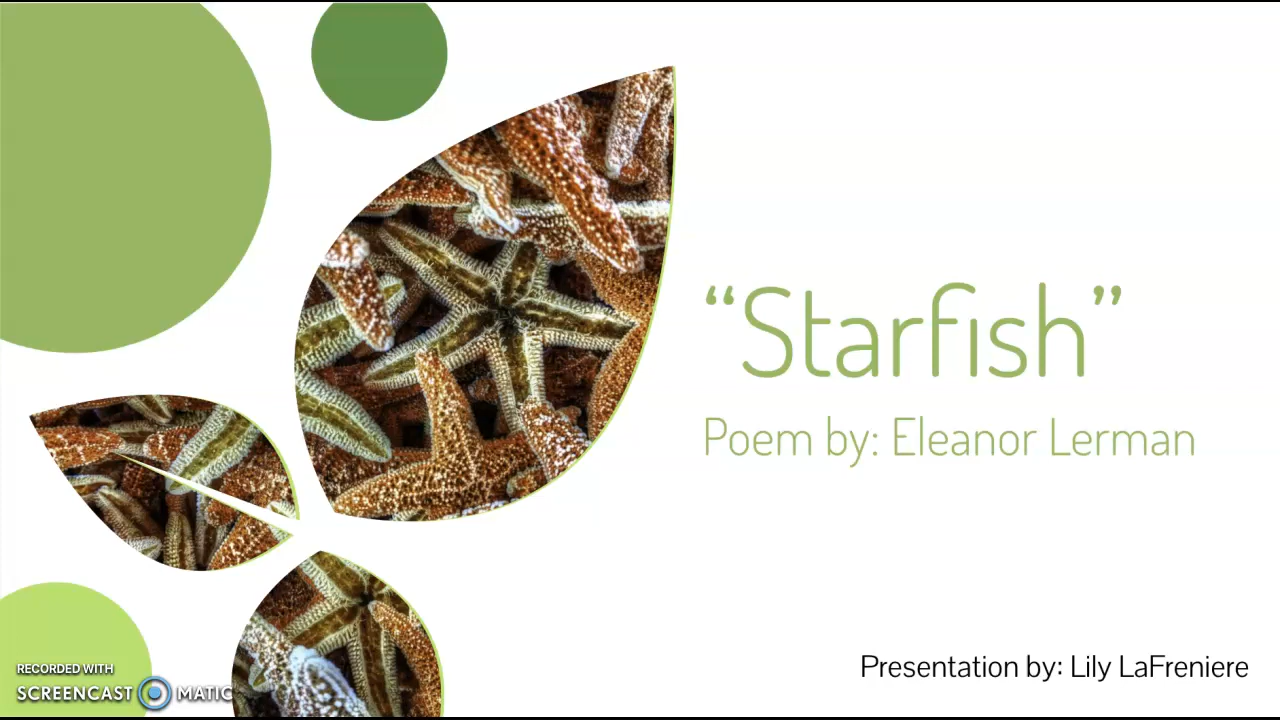 “Starfish”
Poem by: Eleanor Lerman
Presentation by: Lily LaFreniere
RECORDED WITH
SCREENCAST MATIC